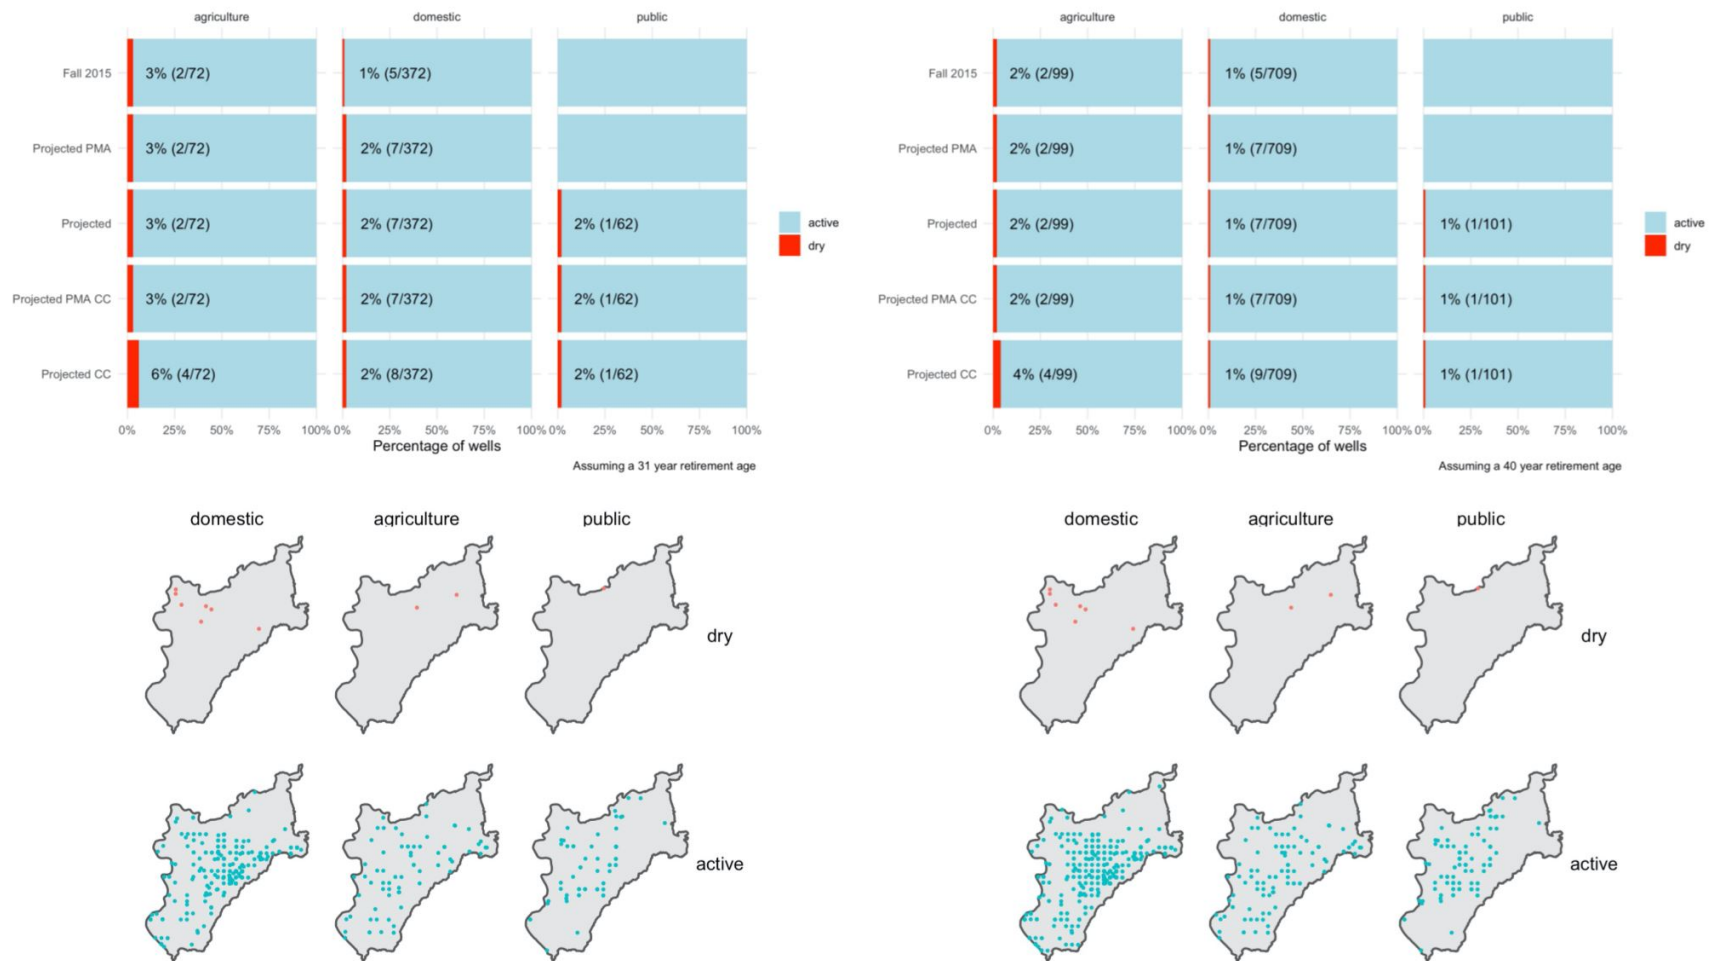 agriculture domestic public
Fall 2015 3% (2/72) 1% (5/372)
Projected PMA 3% (2/72) 2% (7/372)
Projected 3% (2/72) 2% (7/372) 2% (1/62)
active
dry
Projected PMA CC 3% (2/72) 2% (7/372) 2% (1/62)
Projected CC 6% (4/72) 2% (8/372) 2% (1/62)
0% 25% 50% 75% 100% 0% 25% 50% 75% 100% 0% 25% 50% 75% 100%
Percentage of wells
Assuming a 31 year retirement age
agriculture domestic public
Fall 2015 2% (2/99) 1% (5/709)
Projected PMA 2% (2/99) 1% (7/709)
Projected 2% (2/99) 1% (7/709) 1% (1/101)
active
dry
Projected PMA CC 2% (2/99) 1% (7/709) 1% (1/101)
Projected CC 4% (4/99) 1% (9/709) 1% (1/101)
0% 25% 50% 75% 100% 0% 25% 50% 75% 100% 0% 25% 50% 75% 100%
Percentage of wells
Assuming a 40 year retirement age
domestic agriculture public
dry
active
domestic agriculture public
dry
active